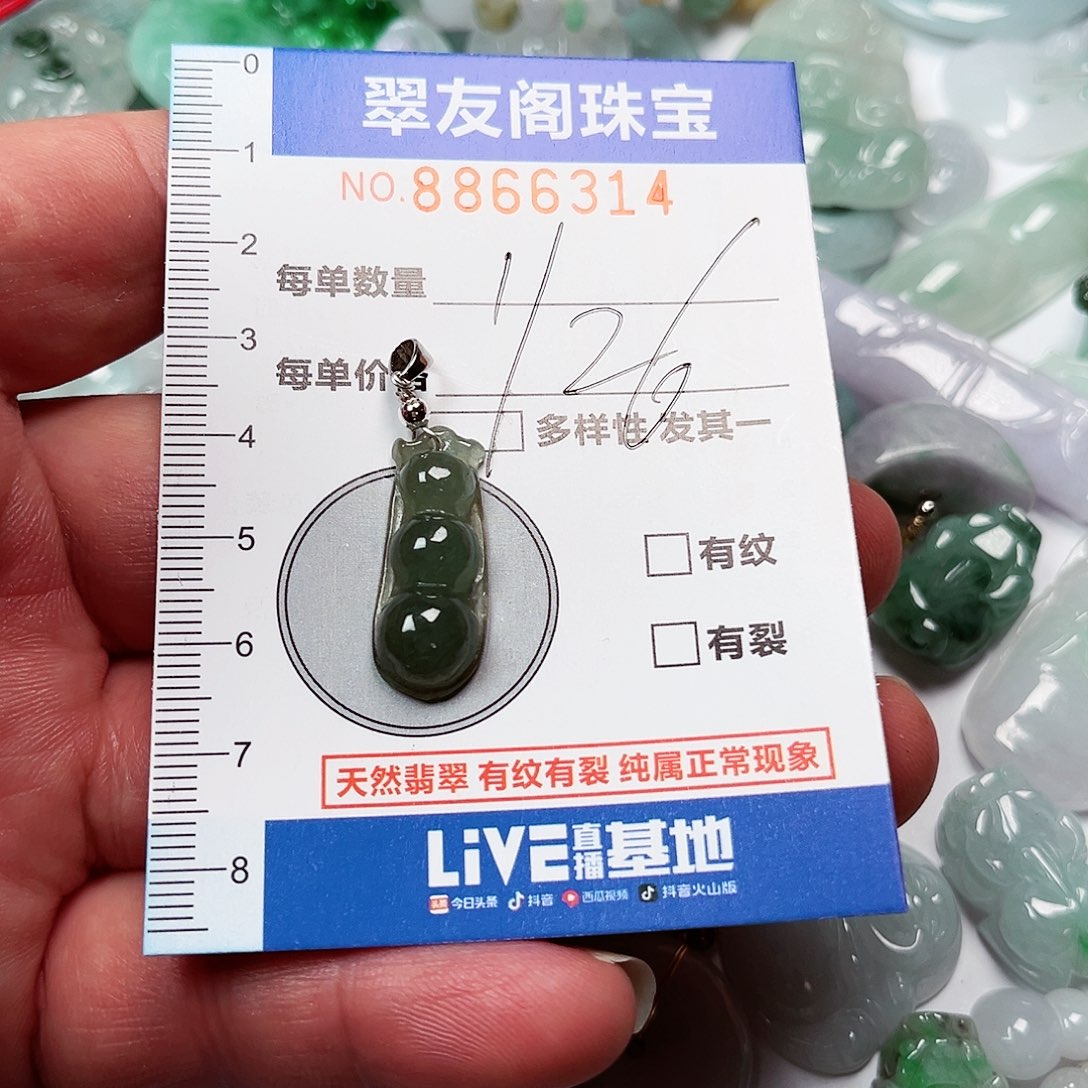 翠友阁珠宝
NO.8866314
每单数量
每单价
多样性 发其一
有纹
有裂
天然翡翠 有纹有裂 纯属正常现象
LiVE直播基地
头条 今日头条 抖音 西瓜视频 抖音火山版
0
1
2
3
4
5
6
7
8